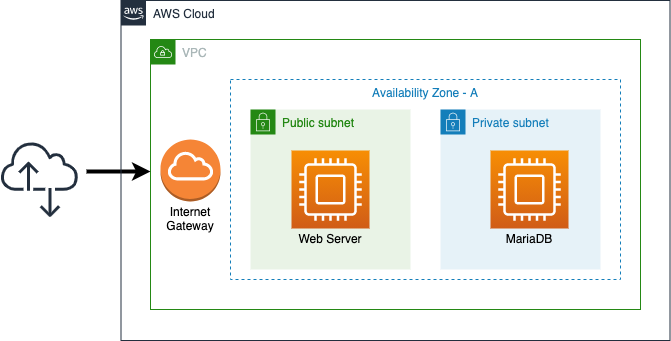 aws
AWS Cloud
VPC
Availability Zone - A
Public subnet
Private subnet
Internet
Gateway
Web Server
MariaDB